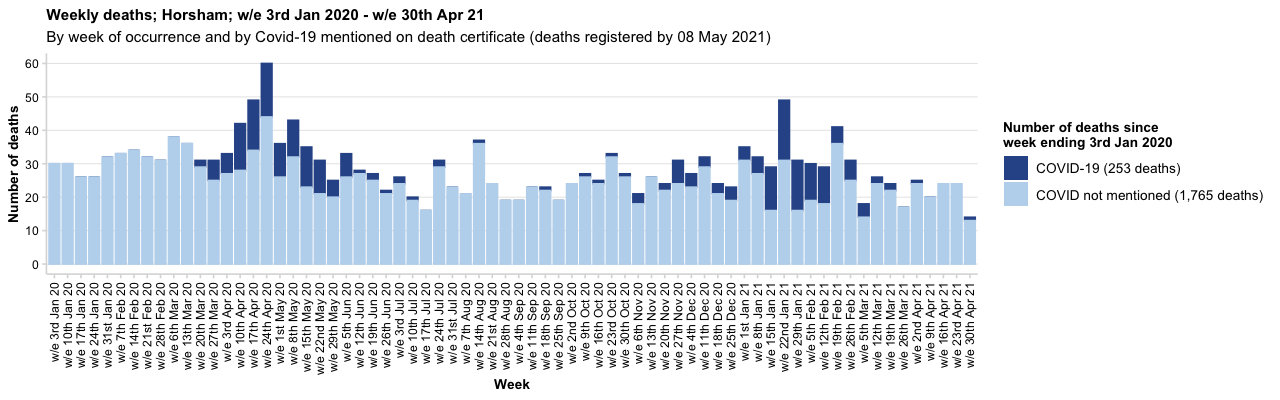 Weekly deaths; Horsham; w/e 3rd Jan 2020 - w/e 30th Apr 21
By week of occurrence and by Covid-19 mentioned on death certificate (deaths registered by 08 May 2021)
Number of deaths
60
50
40
30
20
10
0
w/e 3rd Jan 20
w/e 10th Jan 20
w/e 17th Jan 20
w/e 24th Jan 20
w/e 31st Jan 20
w/e 7th Feb 20
w/e 14th Feb 20
w/e 21st Feb 20
w/e 28th Feb 20
w/e 6th Mar 20
w/e 13th Mar 20
w/e 20th Mar 20
w/e 27th Mar 20
w/e 3rd Apr 20
w/e 10th Apr 20
w/e 17th Apr 20
w/e 24th Apr 20
w/e 1st May 20
w/e 8th May 20
w/e 15th May 20
w/e 22nd May 20
w/e 29th May 20
w/e 5th Jun 20
w/e 12th Jun 20
w/e 19th Jun 20
w/e 26th Jun 20
w/e 3rd Jul 20
w/e 10th Jul 20
w/e 17th Jul 20
w/e 24th Jul 20
w/e 31st Jul 20
w/e 7th Aug 20
w/e 14th Aug 20
w/e 21st Aug 20
w/e 28th Aug 20
w/e 4th Sep 20
w/e 11th Sep 20
w/e 18th Sep 20
w/e 25th Sep 20
w/e 2nd Oct 20
w/e 9th Oct 20
w/e 16th Oct 20
w/e 23rd Oct 20
w/e 30th Oct 20
w/e 6th Nov 20
w/e 13th Nov 20
w/e 20th Nov 20
w/e 27th Nov 20
w/e 4th Dec 20
w/e 11th Dec 20
w/e 18th Dec 20
w/e 25th Dec 20
w/e 1st Jan 21
w/e 8th Jan 21
w/e 15th Jan 21
w/e 22nd Jan 21
w/e 29th Jan 21
w/e 5th Feb 21
w/e 12th Feb 21
w/e 19th Feb 21
w/e 26th Feb 21
w/e 5th Mar 21
w/e 12th Mar 21
w/e 19th Mar 21
w/e 26th Mar 21
w/e 2nd Apr 21
w/e 9th Apr 21
w/e 16th Apr 21
w/e 23rd Apr 21
w/e 30th Apr 21
Week
Number of deaths since
week ending 3rd Jan 2020
COVID-19 (253 deaths)
COVID not mentioned (1,765 deaths)